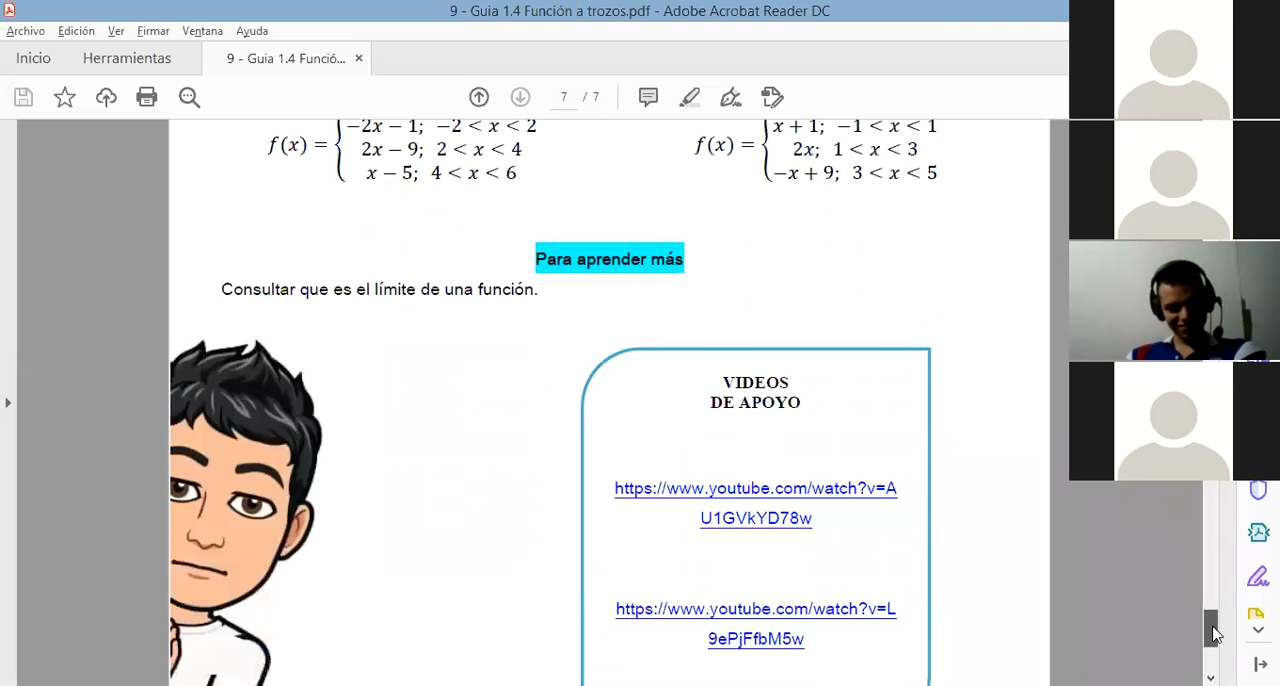 9 - Guia 1.4 Función a trozos.pdf - Adobe Acrobat Reader DC
Archivo Edición Ver Firmar Ventana Ayuda
Inicio Herramientas 9 - Guia 1.4 Funció... ×
7 / 7
f(x) = { −2x − 1; −2 < x < 2
2x − 9; 2 < x < 4
x − 5; 4 < x < 6
f(x) = { x + 1; −1 < x < 1
2x; 1 < x < 3
−x + 9; 3 < x < 5
Para aprender más
Consultar que es el límite de una función.
VIDEOS
DE APOYO
https://www.youtube.com/watch?v=A
U1GVkYD78w
https://www.youtube.com/watch?v=L
9ePjFfbM5w